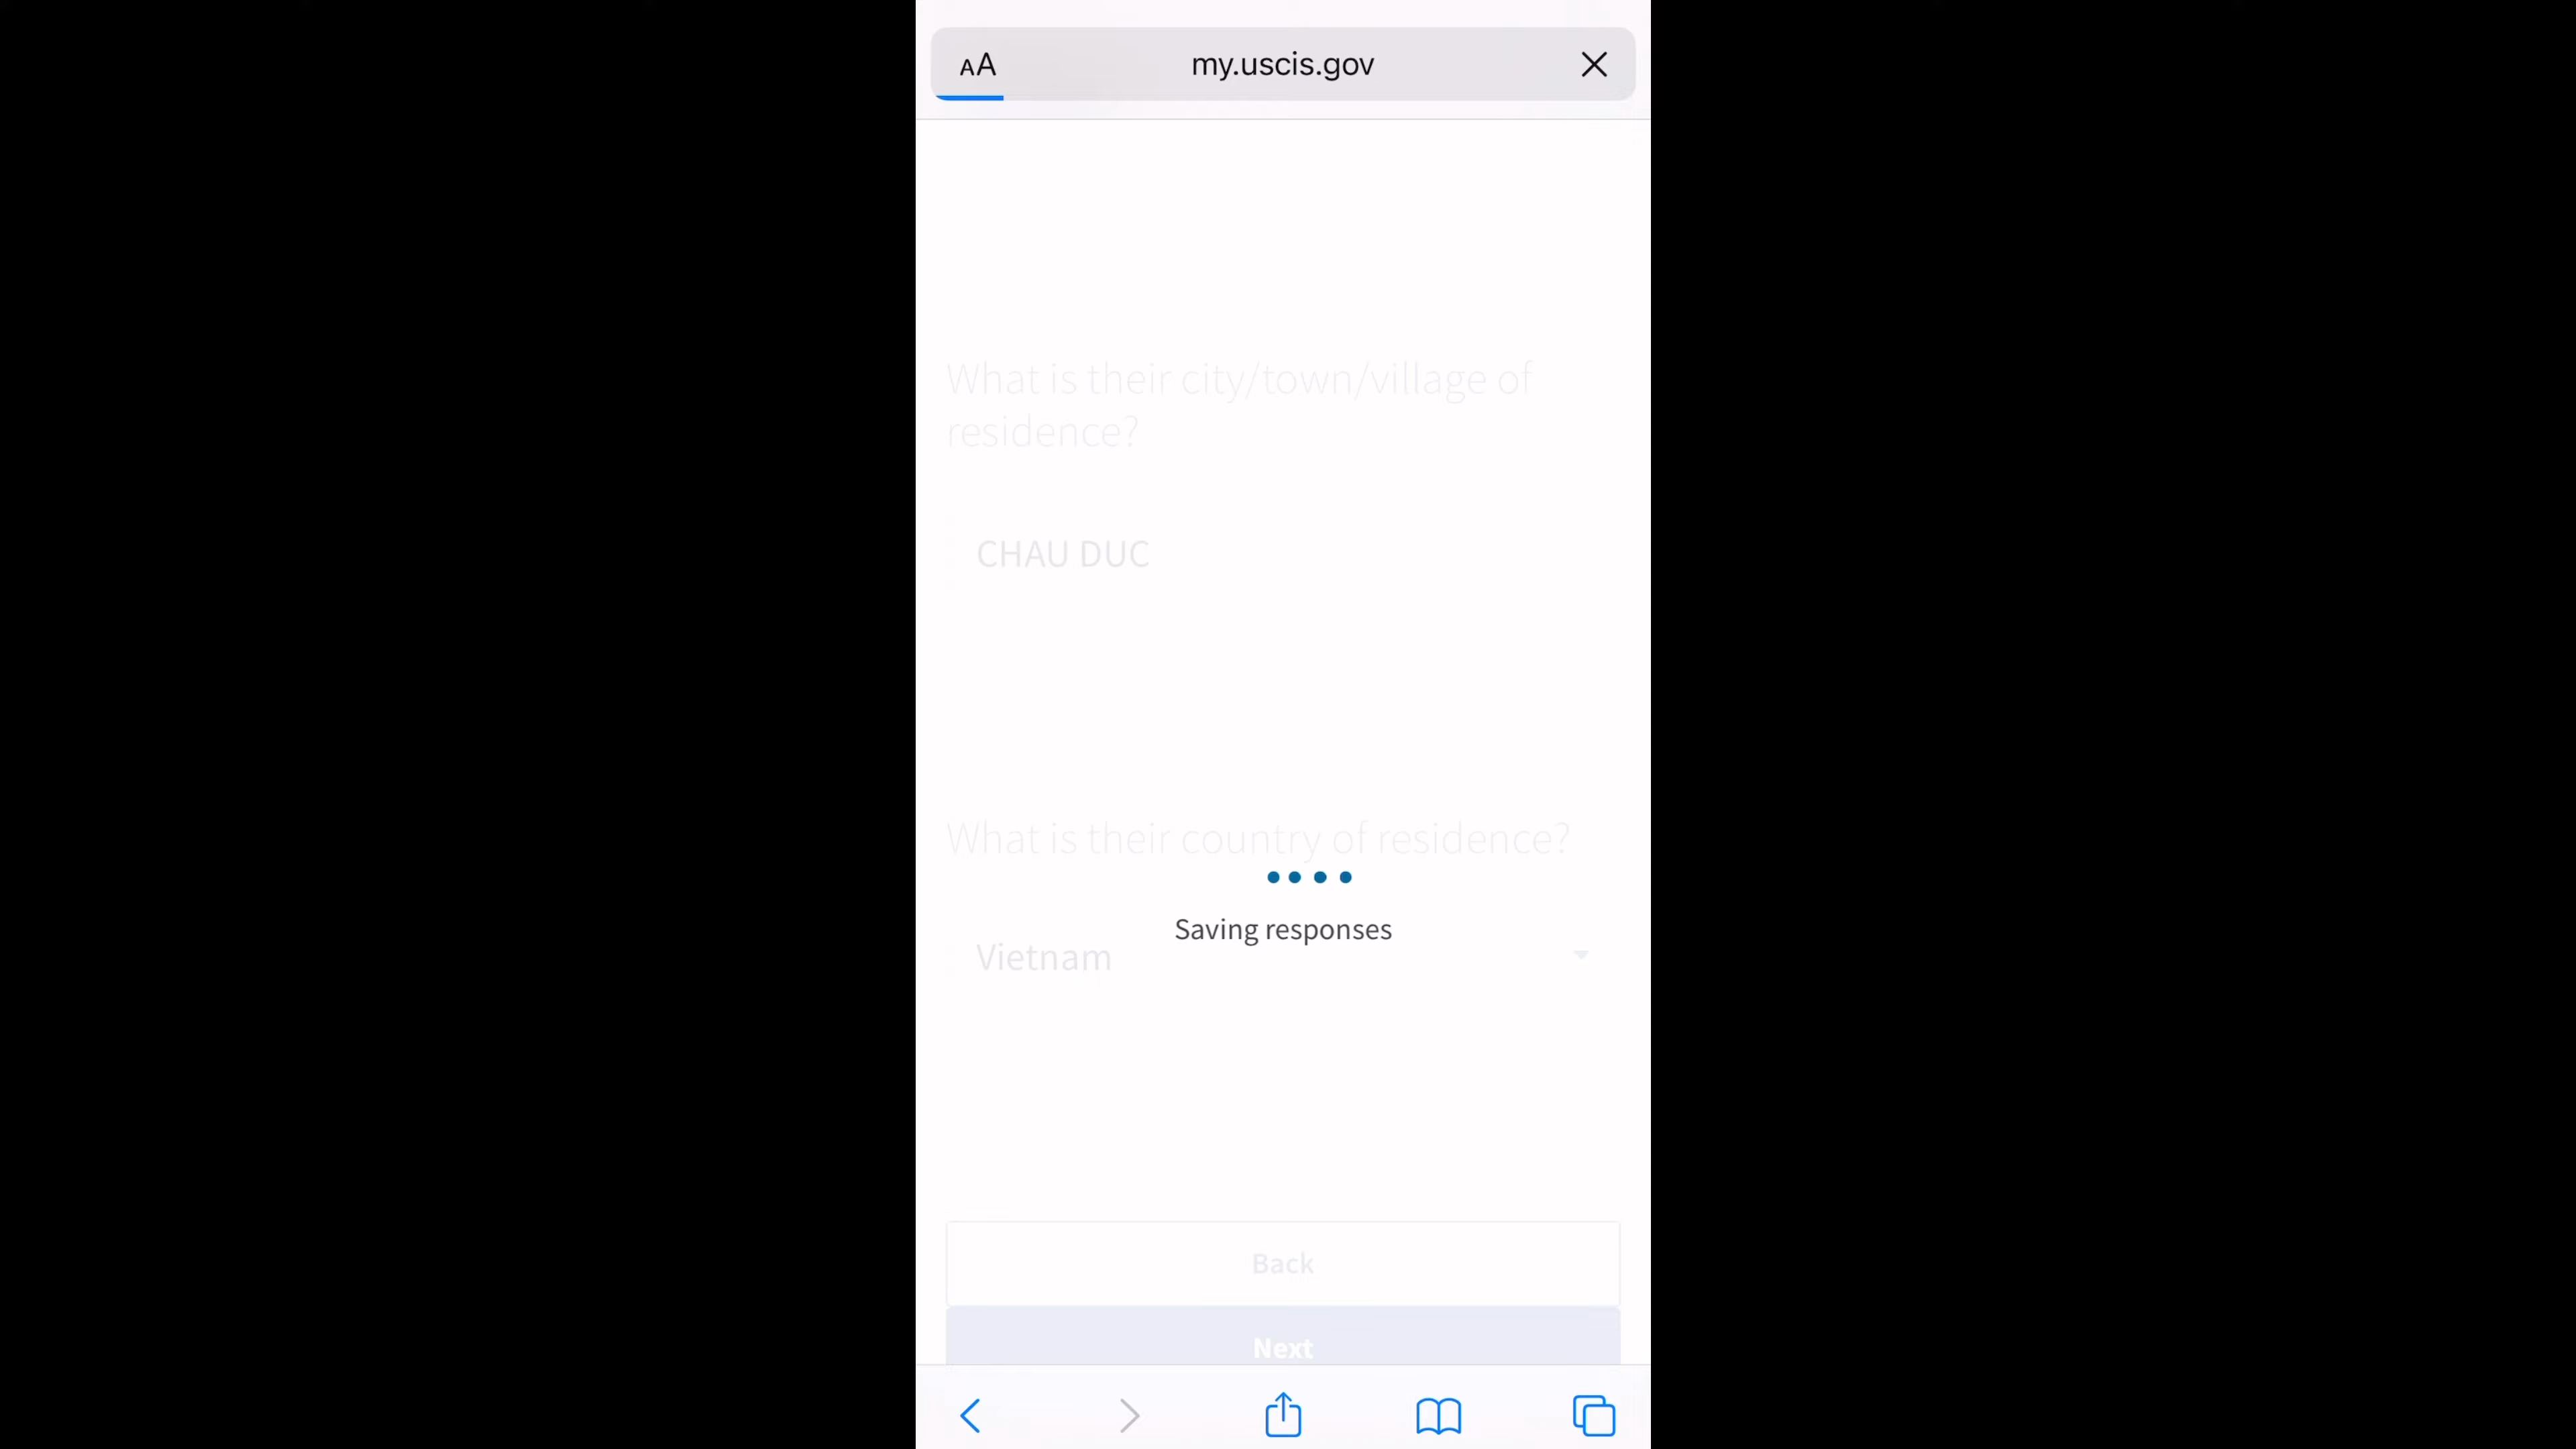 AA
my.uscis.gov
What is their city/town/village of
residence?
CHAU DUC
What is their country of residence?
Saving responses
Vietnam
Back
Next